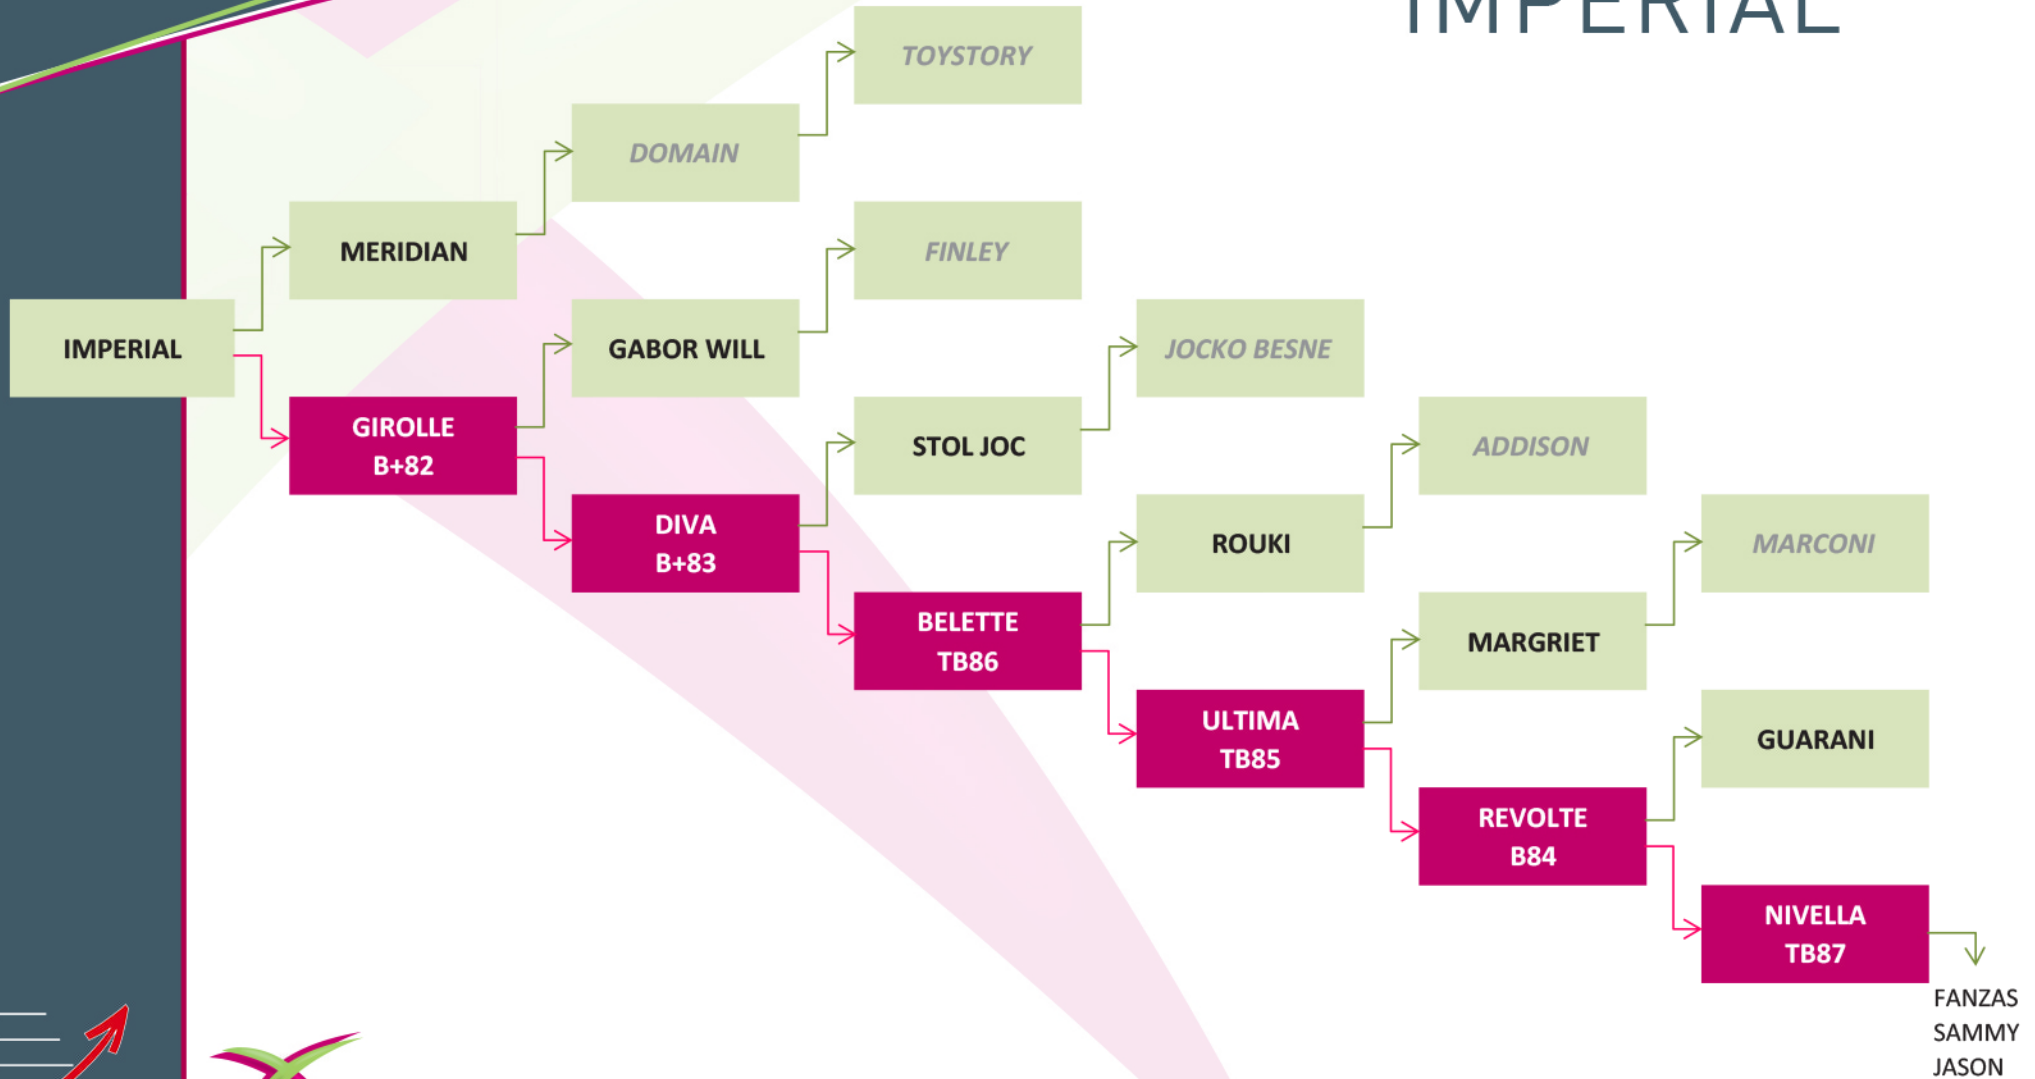 IMPERIAL
TOYSTORY
DOMAIN
MERIDIAN
FINLEY
IMPERIAL
GABOR WILL
JOCKO BESNE
GIROLLE
B+82
STOL JOC
ADDISON
DIVA
B+83
ROUKI
MARCONI
BELETTE
TB86
MARGRIET
ULTIMA
TB85
GUARANI
REVOLTE
B84
NIVELLA
TB87
FANZAS
SAMMY
JASON